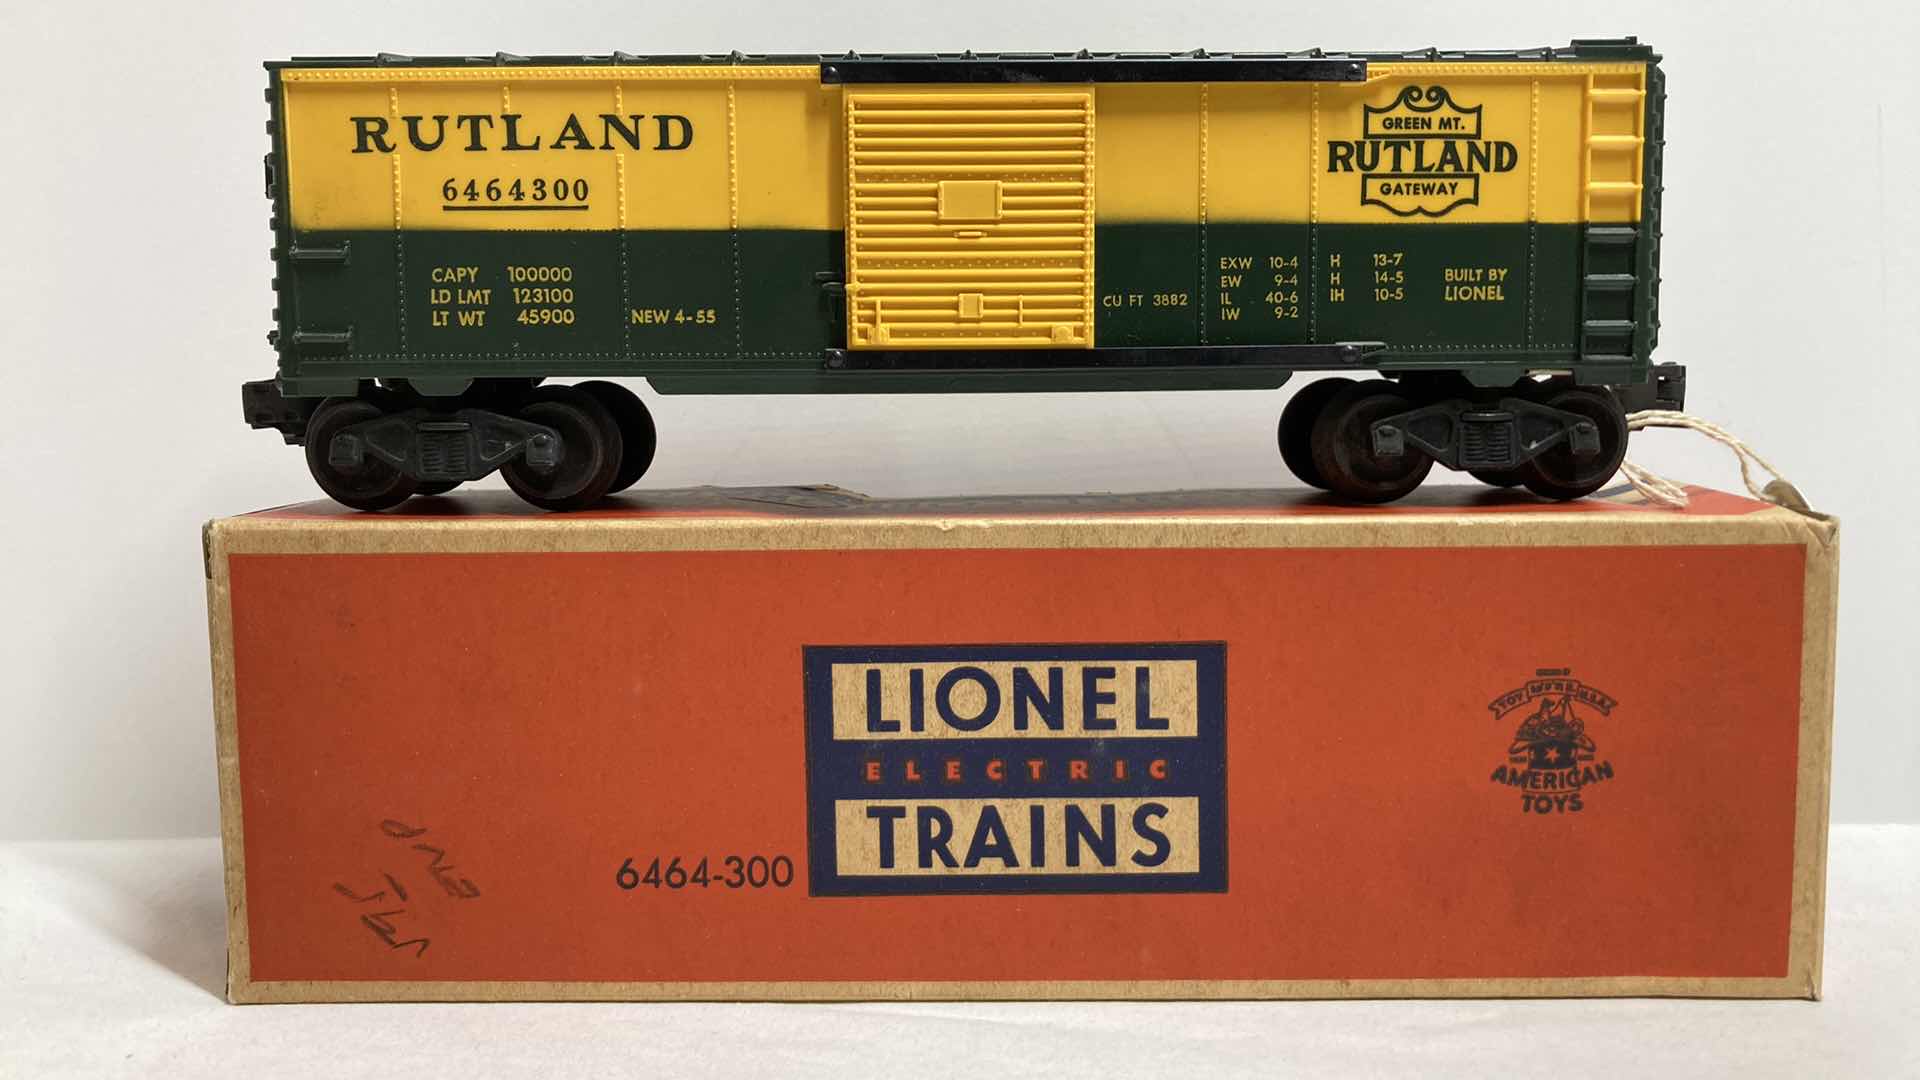 RUTLAND
6464300
CAPY 100000
LD LMT 123100
LT WT 45900
NEW 4-55
CU FT 3882
EXW 10-4 H 13-7
EW 9-4 H 14-5
IL 40-6 IH 10-5
IW 9-2
BUILT BY
LIONEL
GREEN MT.
RUTLAND
GATEWAY
LIONEL
ELECTRIC
TRAINS
6464-300
AMERICAN
TOYS